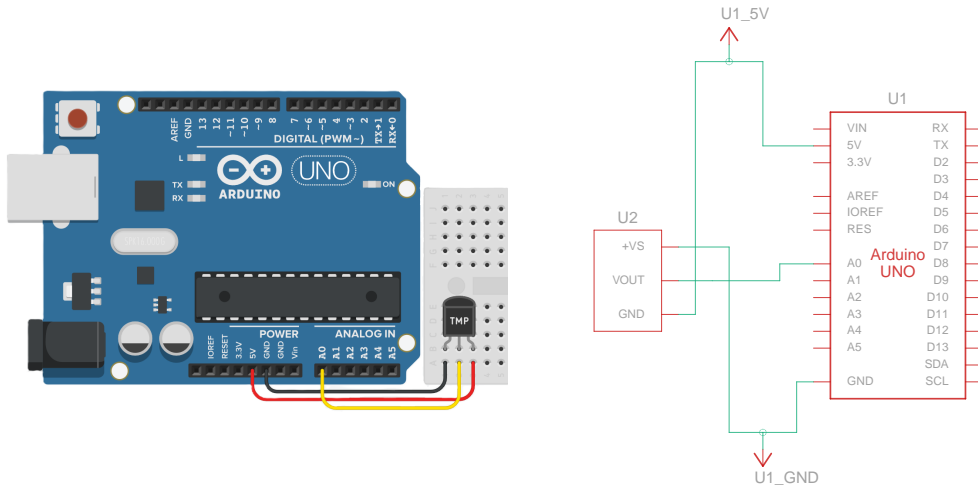 AREF
GND
13
12
~11
~10
~9
8
7
~6
~5
4
~3
2
TX→1
RX←0
DIGITAL (PWM~)
L
TX
RX
ARDUINO
UNO
ON
TMP
POWER
ANALOG IN
IOREF
RESET
3.3V
5V
GND
GND
Vin
A0
A1
A2
A3
A4
A5
U1_5V
U1
VIN
RX
5V
TX
3.3V
D2
D3
AREF
D4
IOREF
D5
RES
D6
D7
Arduino
UNO
A0
D8
A1
D9
A2
D10
A3
D11
A4
D12
A5
D13
SDA
GND
SCL
U2
+VS
VOUT
GND
U1_GND